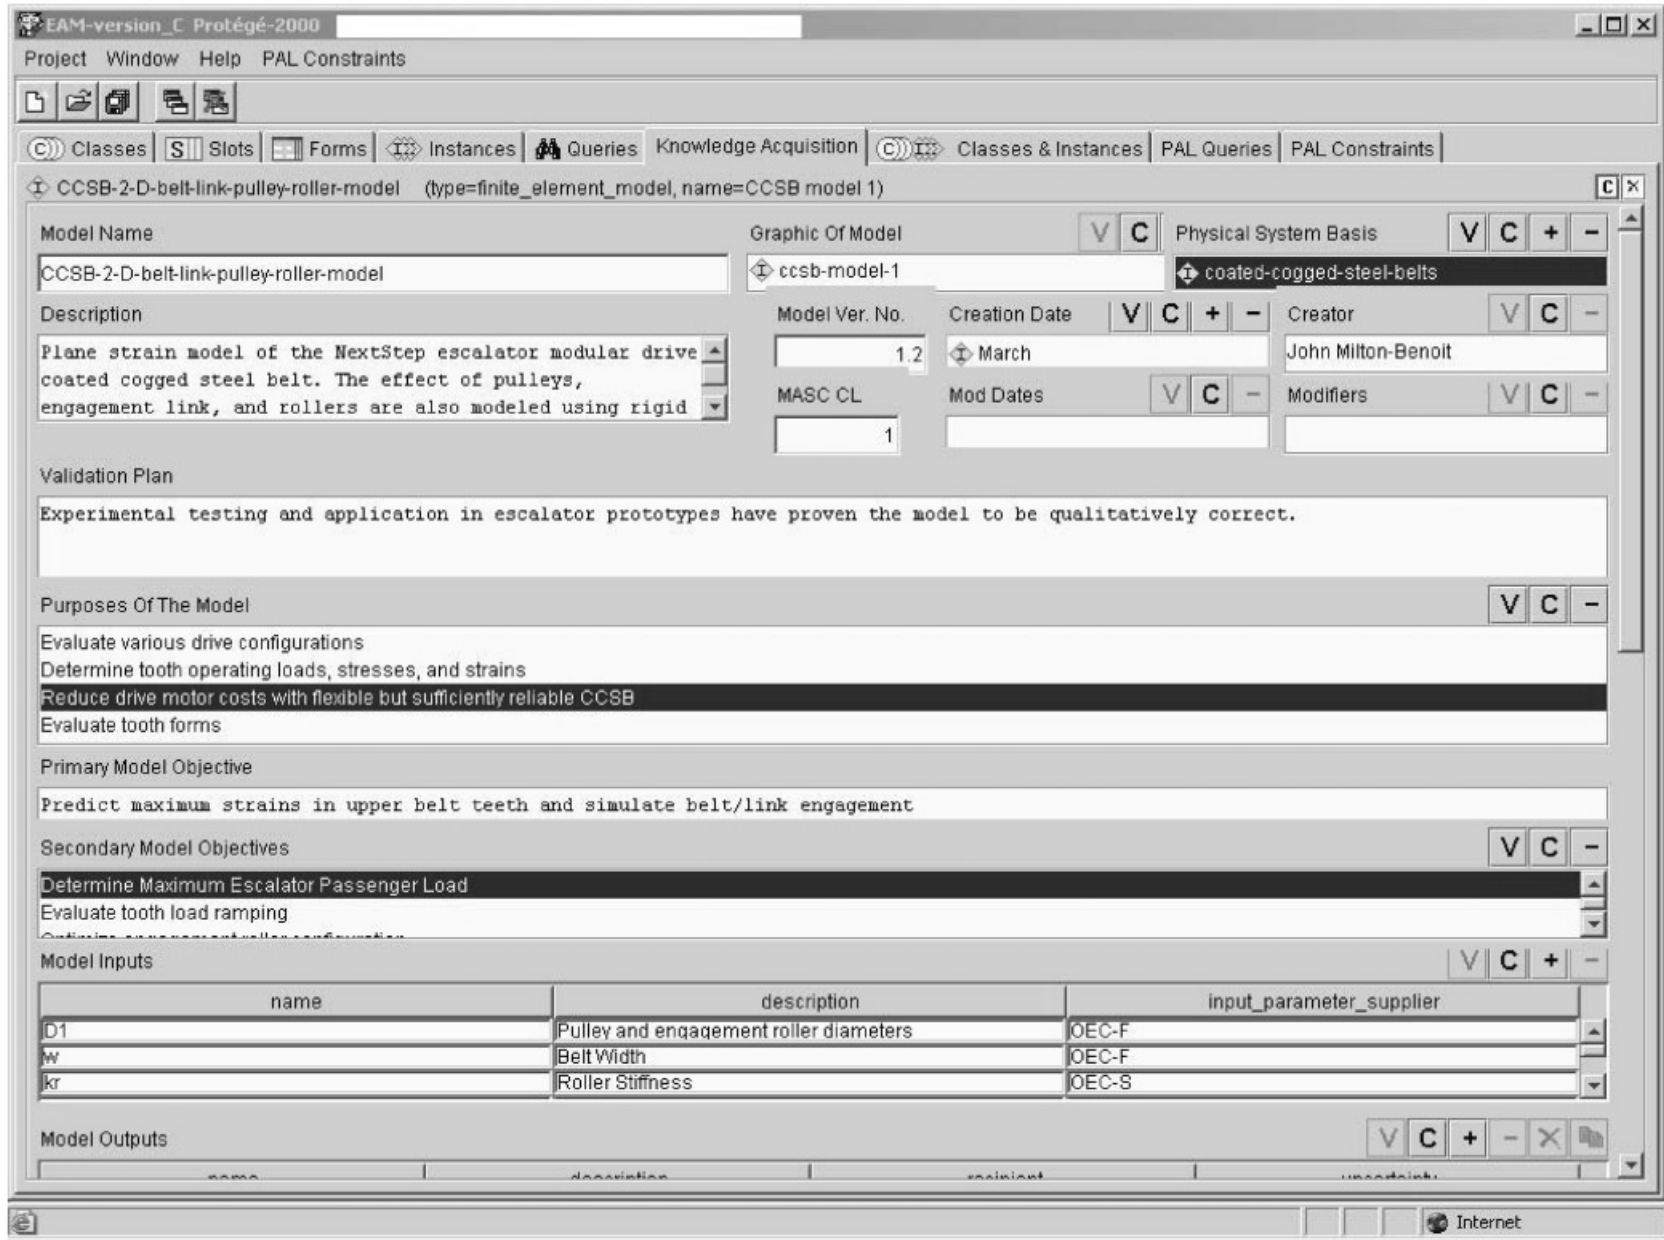 EAM-version_C Protégé-2000
Project Window Help PAL Constraints
Classes S Slots Forms Instances Queries Knowledge Acquisition Classes & Instances PAL Queries PAL Constraints
CCSB-2-D-belt-link-pulley-roller-model (type=finite_element_model, name=CCSB model 1) C
Model Name Graphic Of Model V C Physical System Basis V C + -
CCSB-2-D-belt-link-pulley-roller-model ccsb-model-1 coated-cogged-steel-belts
Description Model Ver. No. Creation Date V C + - Creator V C -
Plane strain model of the NextStep escalator modular drive 1.2 March John Milton-Benoit
coated cogged steel belt. The effect of pulleys,
engagement link, and rollers are also modeled using rigid MASC CL Mod Dates V C - Modifiers V C -
1
Validation Plan
Experimental testing and application in escalator prototypes have proven the model to be qualitatively correct.
Purposes Of The Model V C -
Evaluate various drive configurations
Determine tooth operating loads, stresses, and strains
Reduce drive motor costs with flexible but sufficiently reliable CCSB
Evaluate tooth forms
Primary Model Objective
Predict maximum strains in upper belt teeth and simulate belt/link engagement
Secondary Model Objectives V C -
Determine Maximum Escalator Passenger Load
Evaluate tooth load ramping
Optimize engagement roller configuration
Model Inputs V C + -
name description input_parameter_supplier
D1 Pulley and engagement roller diameters OEC-F
w Belt Width OEC-F
kr Roller Stiffness OEC-S
Model Outputs V C + -
name description recipient uncertainty
Internet